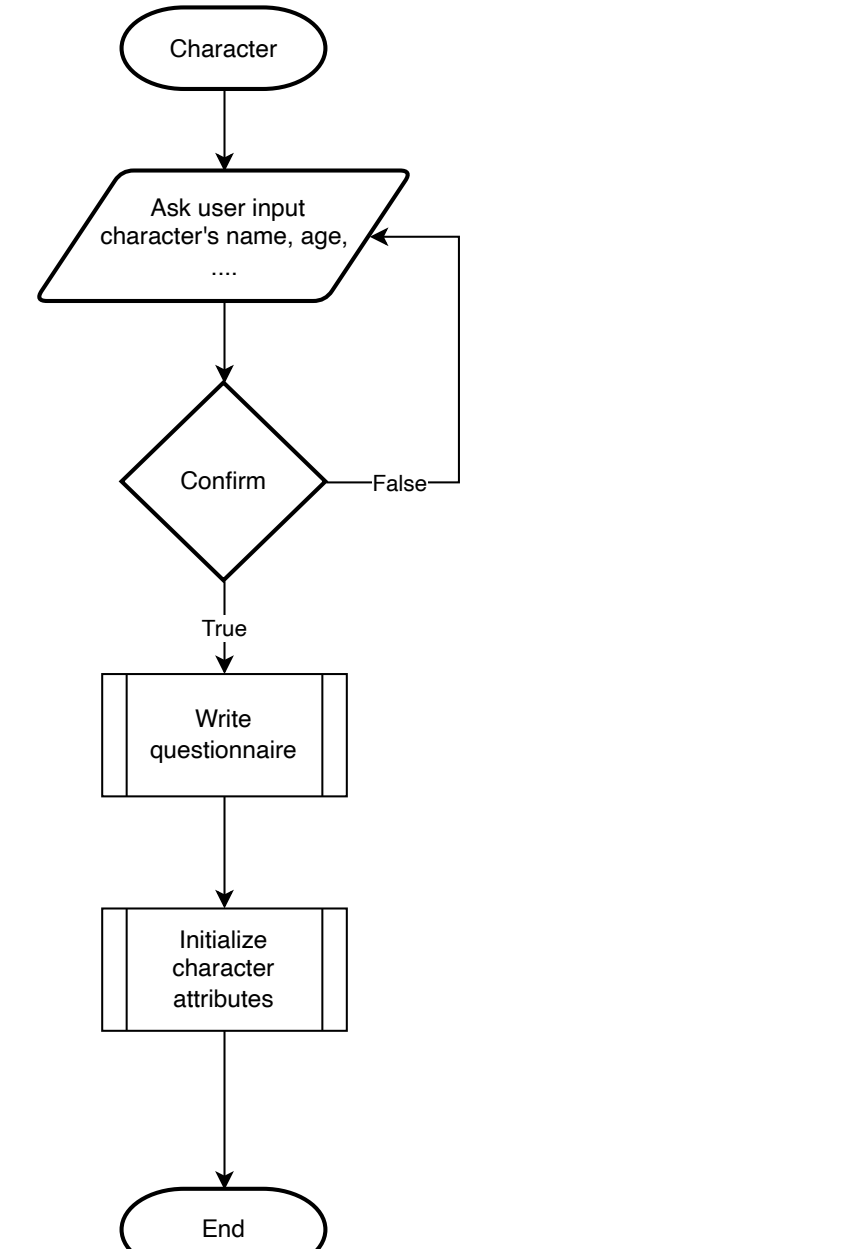 Character
Ask user input
character's name, age,
....
Confirm
False
True
Write
questionnaire
Initialize
character
attributes
End